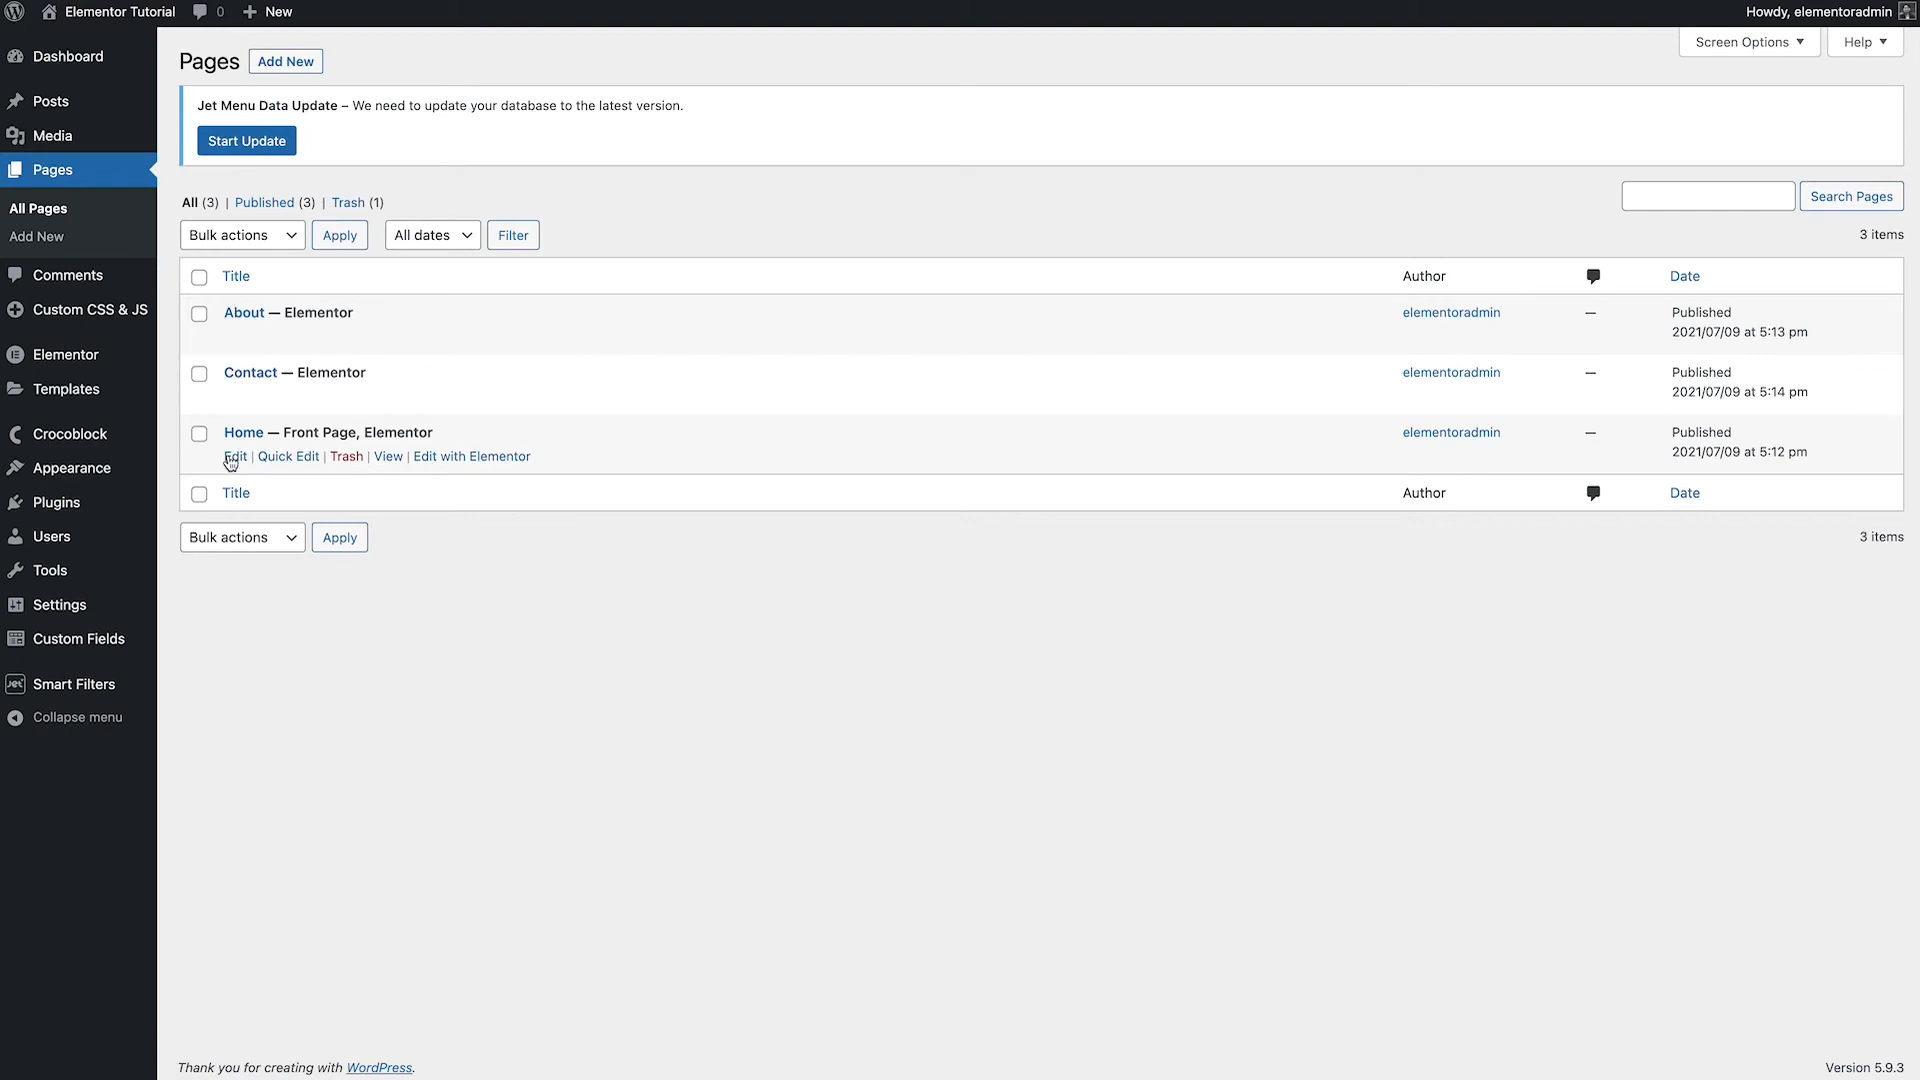 Elementor Tutorial 0 New Howdy, elementoradmin
Screen Options Help
Dashboard
Posts
Media
Pages
All Pages
Add New
Comments
Custom CSS & JS
Elementor
Templates
Crocoblock
Appearance
Plugins
Users
Tools
Settings
Custom Fields
Jet Smart Filters
Collapse menu
Pages Add New
Jet Menu Data Update – We need to update your database to the latest version.
Start Update
All (3) | Published (3) | Trash (1)
Search Pages
Bulk actions Apply All dates Filter 3 items
Title Author Date
About — Elementor elementoradmin — Published
2021/07/09 at 5:13 pm
Contact — Elementor elementoradmin — Published
2021/07/09 at 5:14 pm
Home — Front Page, Elementor elementoradmin — Published
Edit | Quick Edit | Trash | View | Edit with Elementor 2021/07/09 at 5:12 pm
Title Author Date
Bulk actions Apply 3 items
Thank you for creating with WordPress. Version 5.9.3